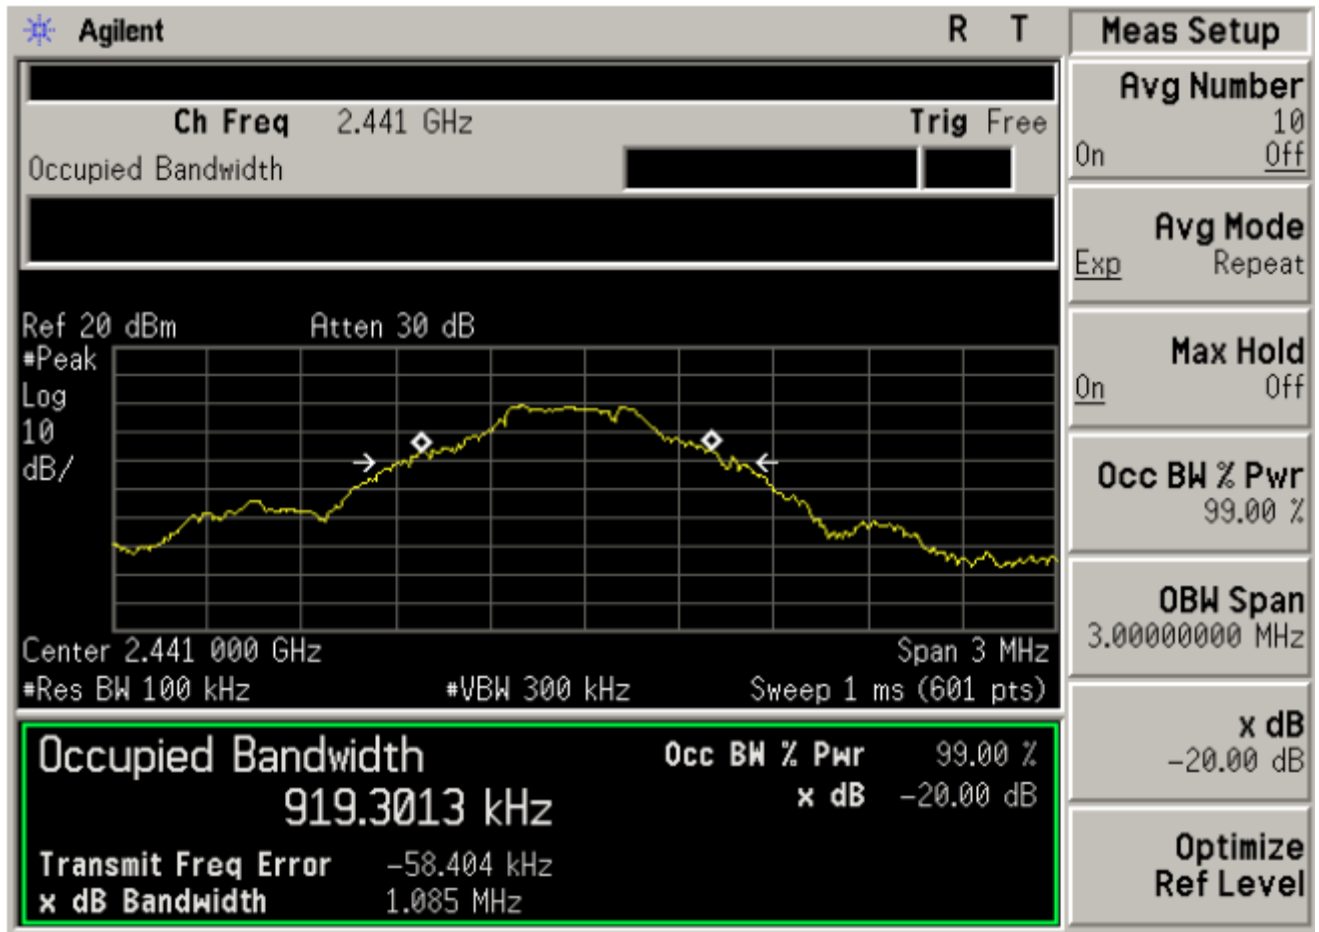 Agilent R T
Ch Freq 2.441 GHz Trig Free
Occupied Bandwidth
Ref 20 dBm Atten 30 dB
#Peak
Log
10
dB/
Center 2.441 000 GHz Span 3 MHz
#Res BW 100 kHz #VBW 300 kHz Sweep 1 ms (601 pts)
Occupied Bandwidth Occ BW % Pwr 99.00 %
919.3013 kHz x dB -20.00 dB
Transmit Freq Error -58.404 kHz
x dB Bandwidth 1.085 MHz
Meas Setup
Avg Number
10
On Off
Avg Mode
Exp Repeat
Max Hold
On Off
Occ BW % Pwr
99.00 %
OBW Span
3.00000000 MHz
x dB
-20.00 dB
Optimize
Ref Level